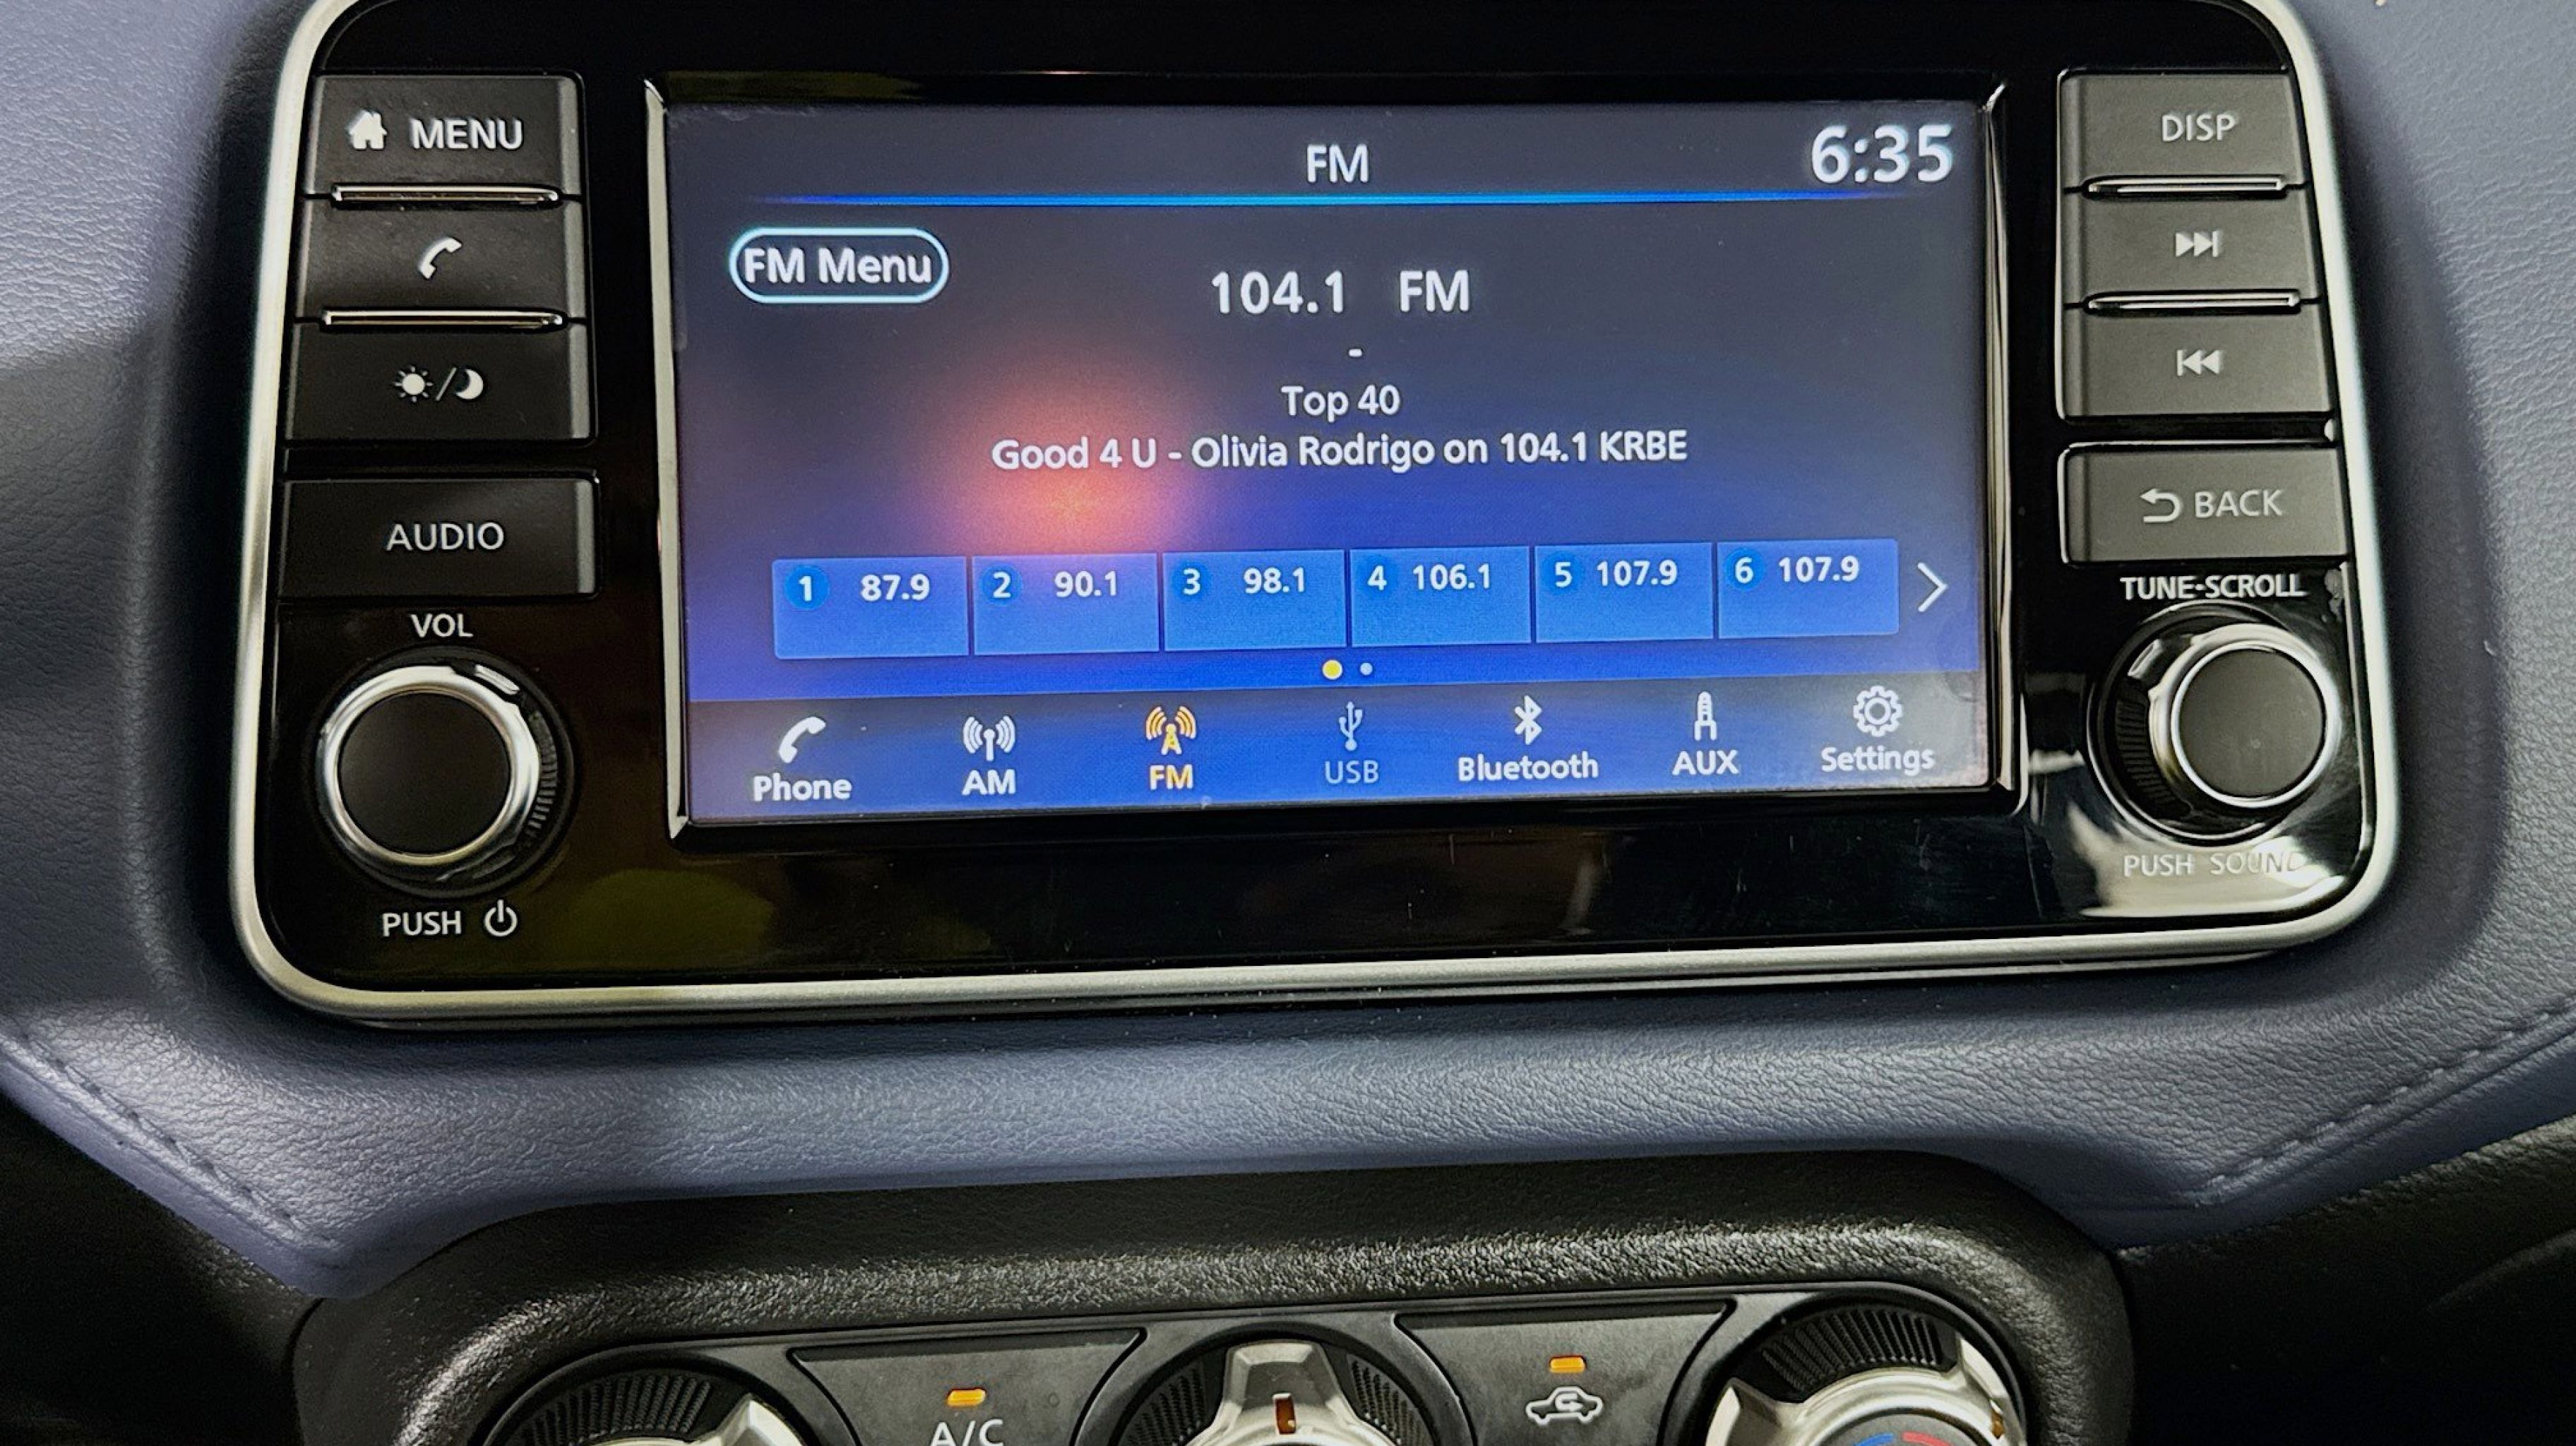 MENU
AUDIO
VOL
PUSH
FM
6:35
FM Menu
104.1 FM
-
Top 40
Good 4 U - Olivia Rodrigo on 104.1 KRBE
1 87.9
2 90.1
3 98.1
4 106.1
5 107.9
6 107.9
Phone
AM
FM
USB
Bluetooth
AUX
Settings
DISP
BACK
TUNE-SCROLL
PUSH SOUND
A/C